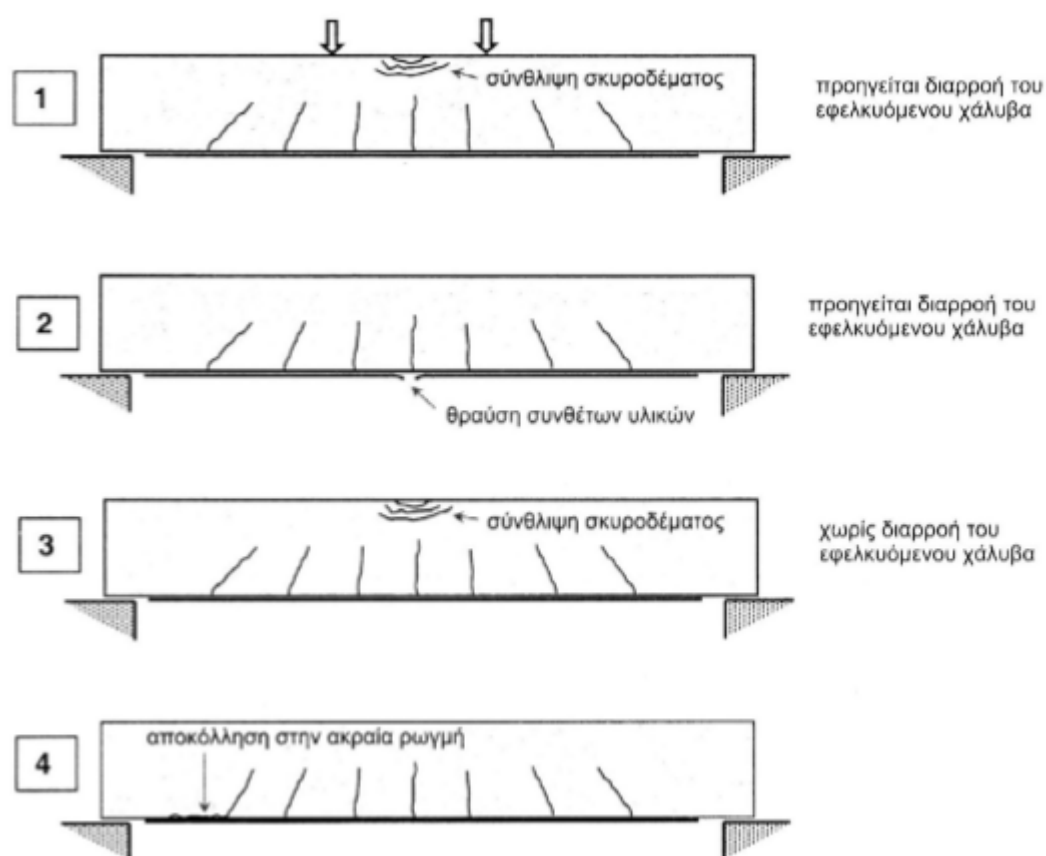 1
σύνθλιψη σκυροδέματος
προηγείται διαρροή του
εφελκυόμενου χάλυβα
2
προηγείται διαρροή του
εφελκυόμενου χάλυβα
θραύση συνθέτων υλικών
3
σύνθλιψη σκυροδέματος
χωρίς διαρροή του
εφελκυόμενου χάλυβα
4
αποκόλληση στην ακραία ρωγμή